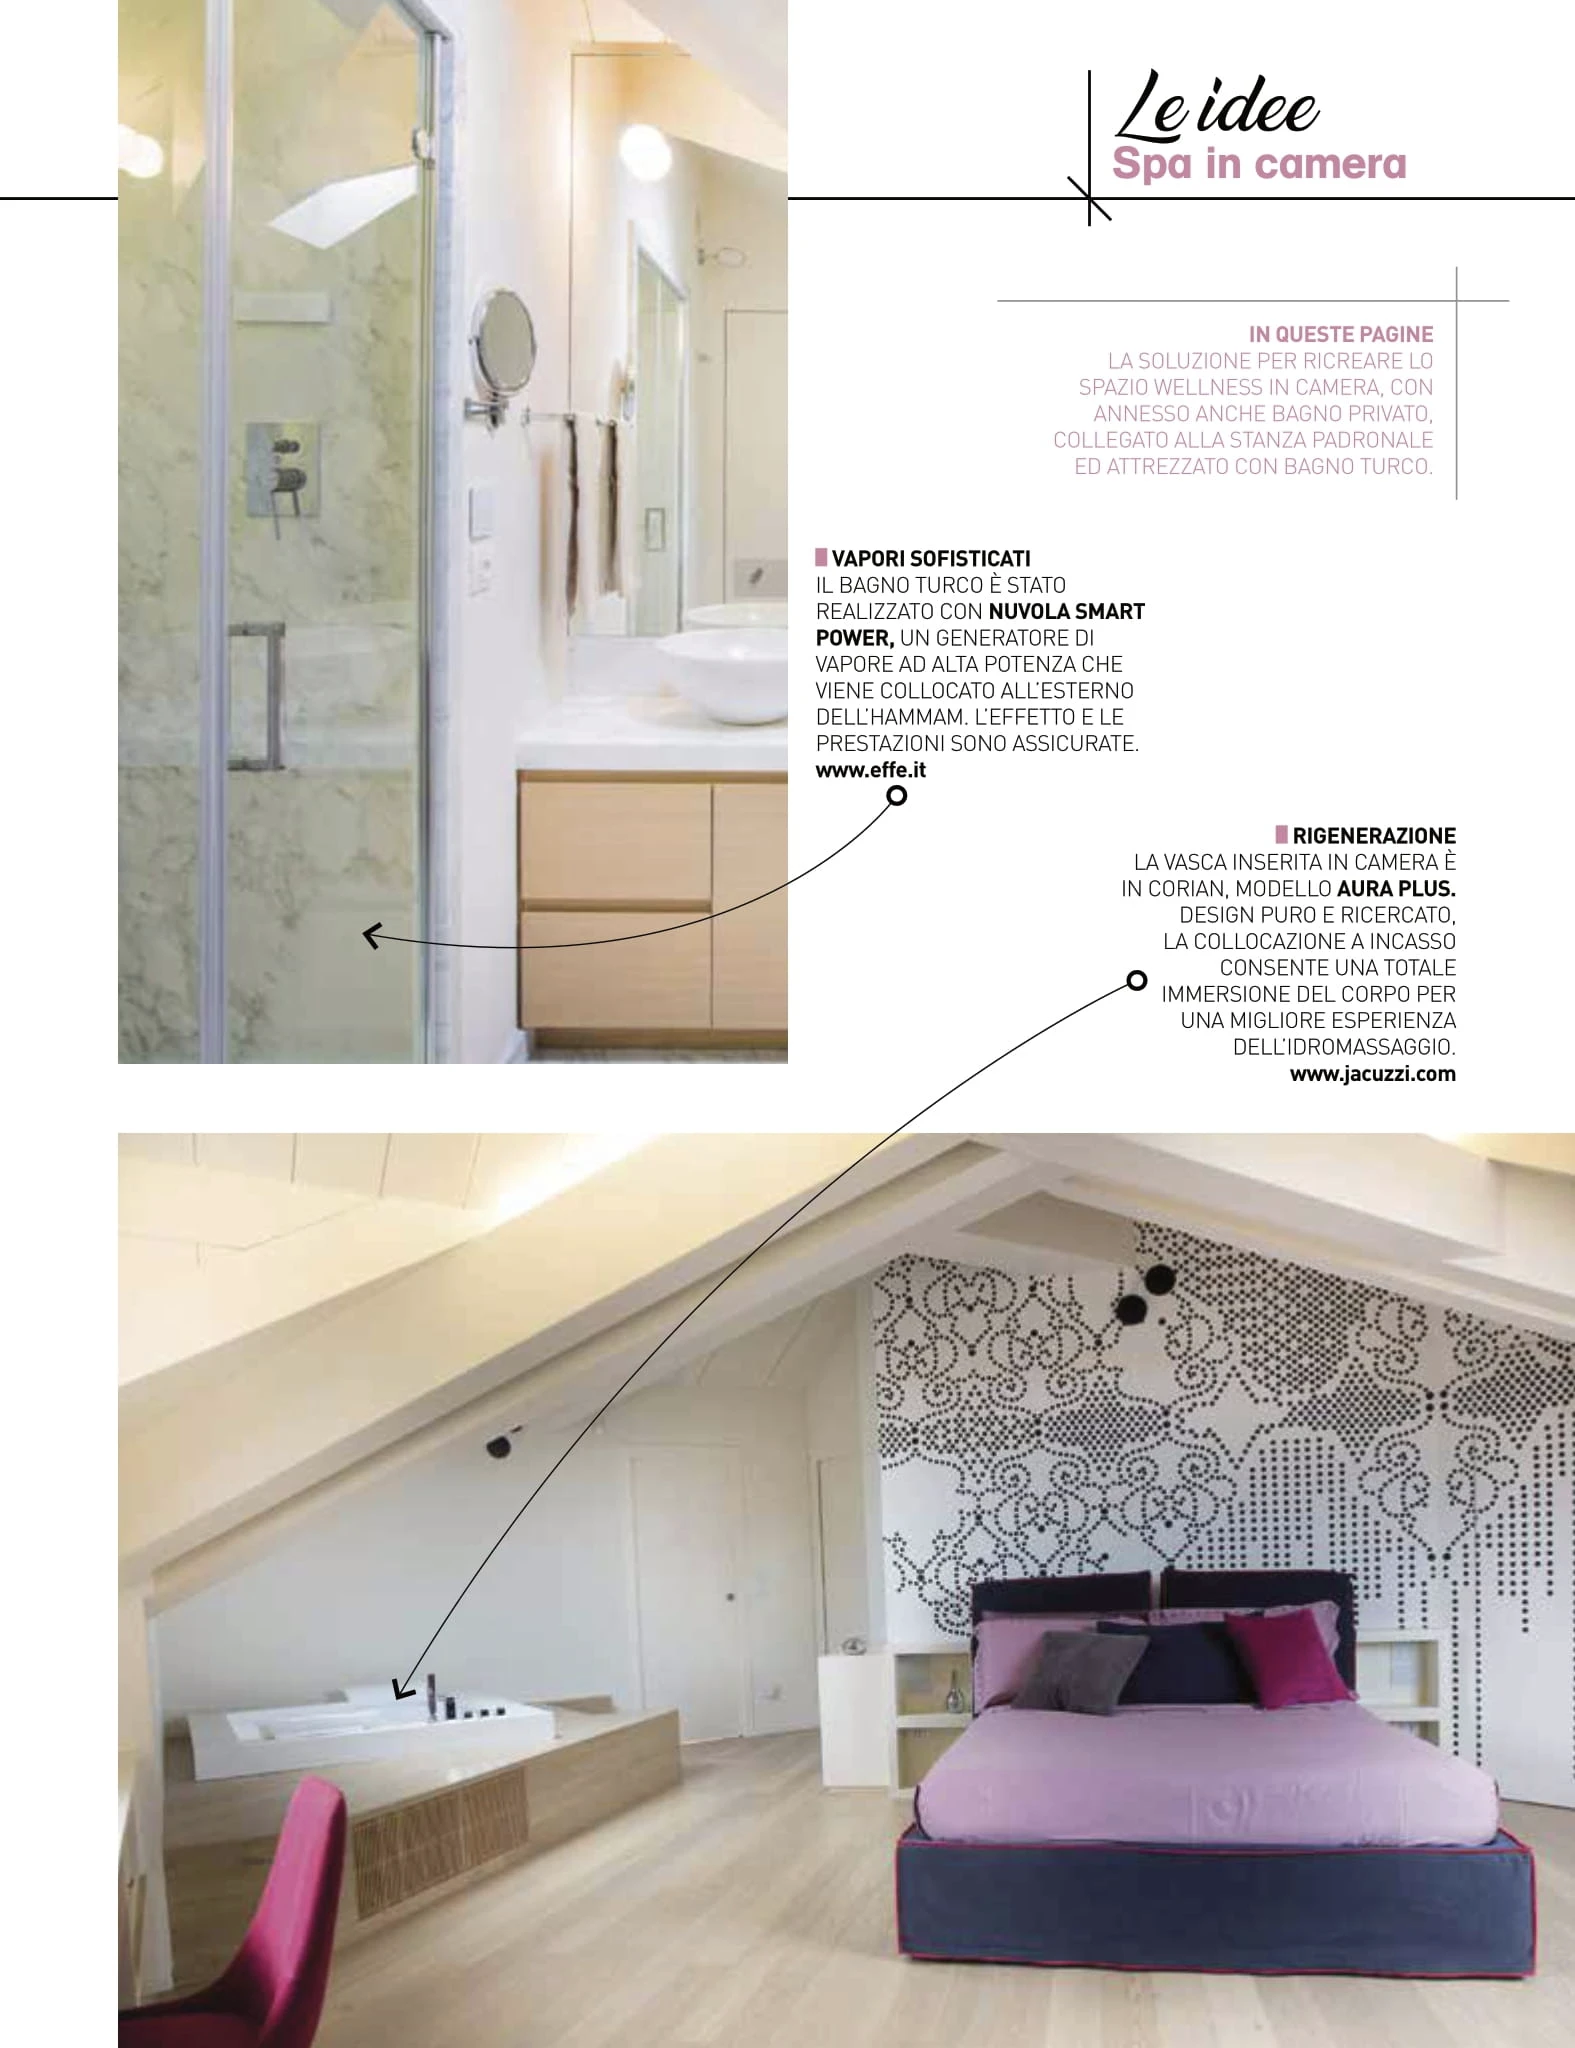 Le idee
Spa in camera
IN QUESTE PAGINE
LA SOLUZIONE PER RICREARE LO
SPAZIO WELLNESS IN CAMERA, CON
ANNESSO ANCHE BAGNO PRIVATO,
COLLEGATO ALLA STANZA PADRONALE
ED ATTREZZATO CON BAGNO TURCO.
VAPORI SOFISTICATI
IL BAGNO TURCO È STATO
REALIZZATO CON NUVOLA SMART
POWER, UN GENERATORE DI
VAPORE AD ALTA POTENZA CHE
VIENE COLLOCATO ALL'ESTERNO
DELL'HAMMAM. L'EFFETTO E LE
PRESTAZIONI SONO ASSICURATE.
www.effe.it
RIGENERAZIONE
LA VASCA INSERITA IN CAMERA È
IN CORIAN, MODELLO AURA PLUS.
DESIGN PURO E RICERCATO,
LA COLLOCAZIONE A INCASSO
CONSENTE UNA TOTALE
IMMERSIONE DEL CORPO PER
UNA MIGLIORE ESPERIENZA
DELL'IDROMASSAGGIO.
www.jacuzzi.com